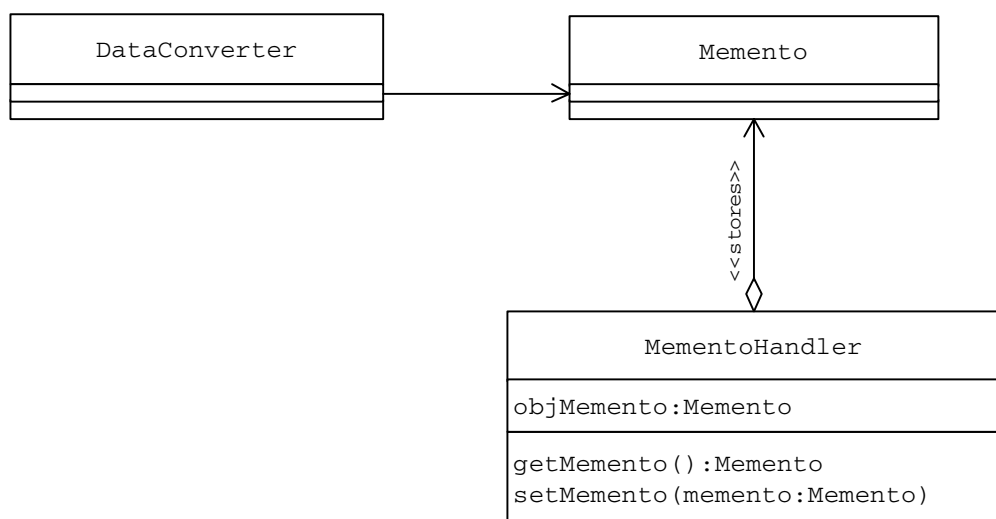 DataConverter
Memento
<<stores>>
MementoHandler
objMemento:Memento
getMemento():Memento
setMemento(memento:Memento)